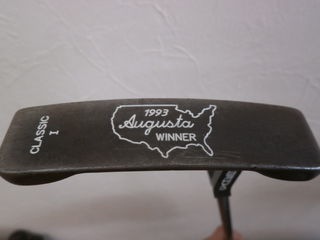 CLASSIC
I
1993
Augusta
WINNER